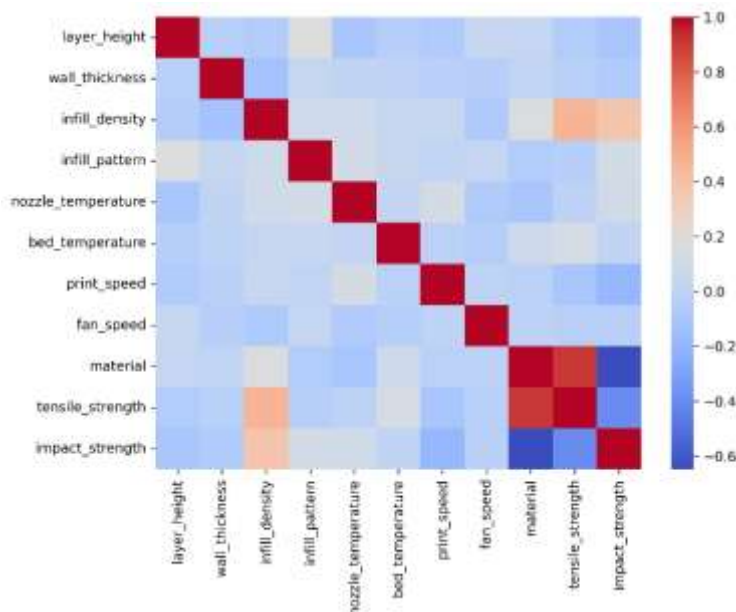 layer_height
wall_thickness
infill_density
infill_pattern
nozzle_temperature
bed_temperature
print_speed
fan_speed
material
tensile_strength
impact_strength
layer_height
wall_thickness
infill_density
infill_pattern
nozzle_temperature
bed_temperature
print_speed
fan_speed
material
tensile_strength
impact_strength
1.0
0.8
0.6
0.4
0.2
0.0
−0.2
−0.4
−0.6